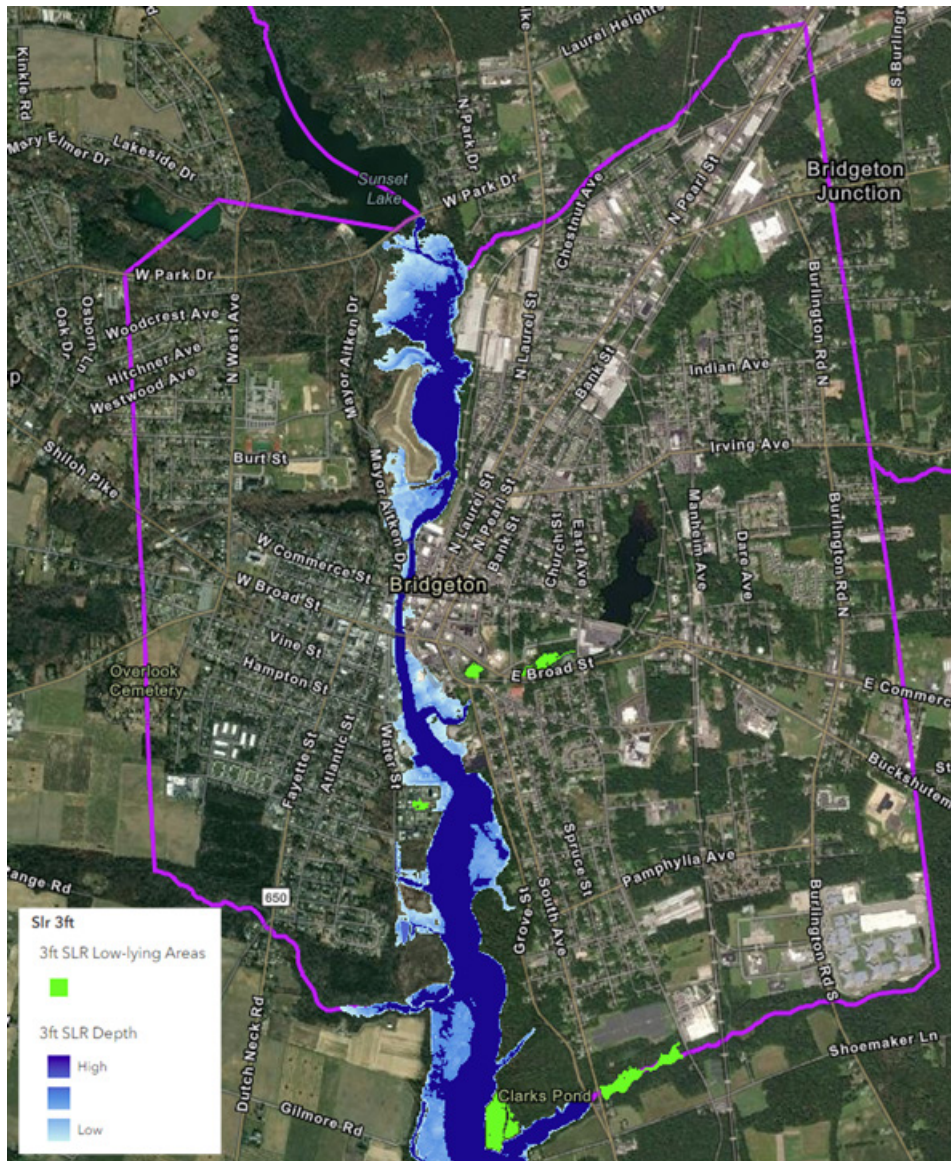 Kinkle Rd
Laurel Heights
S Burling
N Park Dr
Mary Elmer Dr
Lakeside Dr
Sunset
Lake
W Park Dr
Chestnut Ave
N Pearl St
Bridgeton
Junction
W Park Dr
Osborn Ln
Oak Dr
Woodcrest Ave
Hitchner Ave
Westwood Ave
N West Ave
Mayor Aitken Dr
N Laurel St
Bank St
Burlington Rd N
Indian Ave
Irving Ave
Burt St
Shiloh Pike
Mayor Aitken Dr
N Laurel St
N Pearl St
Bank St
Church St
East Ave
Manheim Ave
Dare Ave
Burlington Rd N
W Commerce St
W Broad St
Bridgeton
Vine St
Hampton St
Overlook
Cemetery
E Broad St
E Commerc
Buckshutem
St
Fayette St
Atlantic St
Water St
Spruce St
Pamphylia Ave
South Ave
Grove St
Burlington Rd S
range Rd
650
Dutch Neck Rd
Gilmore Rd
Clarks Pond
Shoemaker Ln
Slr 3ft
3ft SLR Low-lying Areas
3ft SLR Depth
High
Low